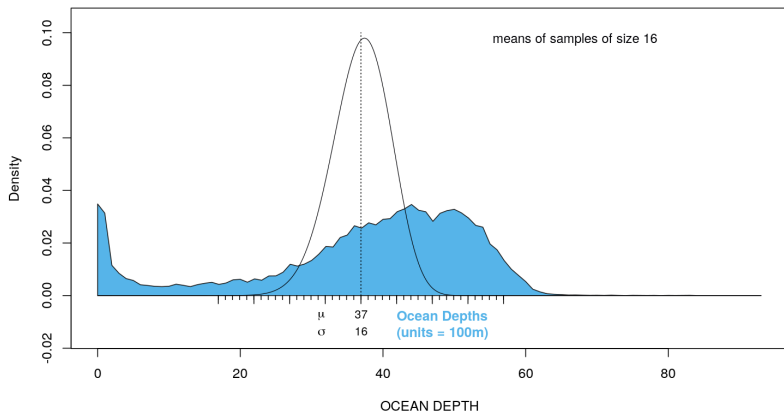 0.10
means of samples of size 16
0.08
0.06
Density
0.04
0.02
0.00
μ 37 Ocean Depths
σ 16 (units = 100m)
-0.02
0 20 40 60 80
OCEAN DEPTH